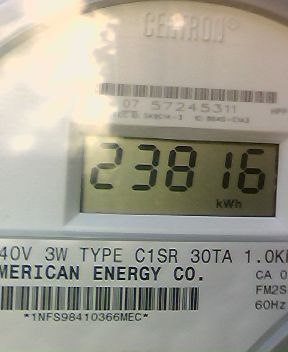 CENTRON®
07 57245311
23816
kWh
40V 3W TYPE C1SR 30TA 1.0K
MERICAN ENERGY CO.
CA 0
FM2S
60Hz
*1NFS98410366MEC*